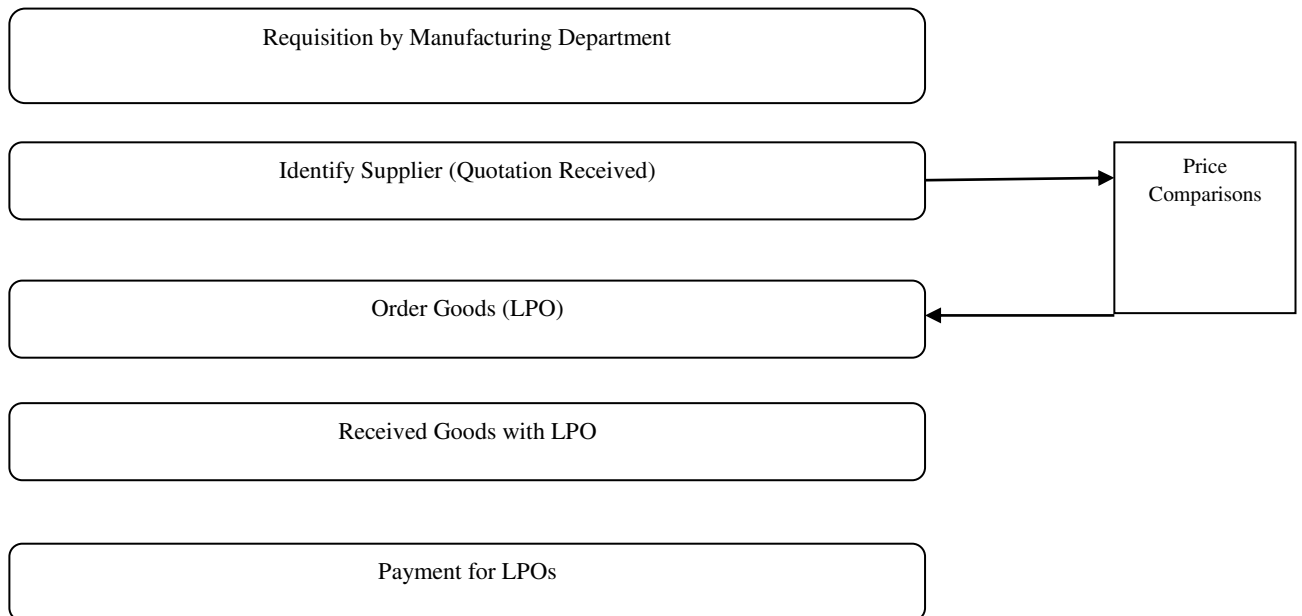 Requisition by Manufacturing Department
Identify Supplier (Quotation Received)
Price
Comparisons
Order Goods (LPO)
Received Goods with LPO
Payment for LPOs